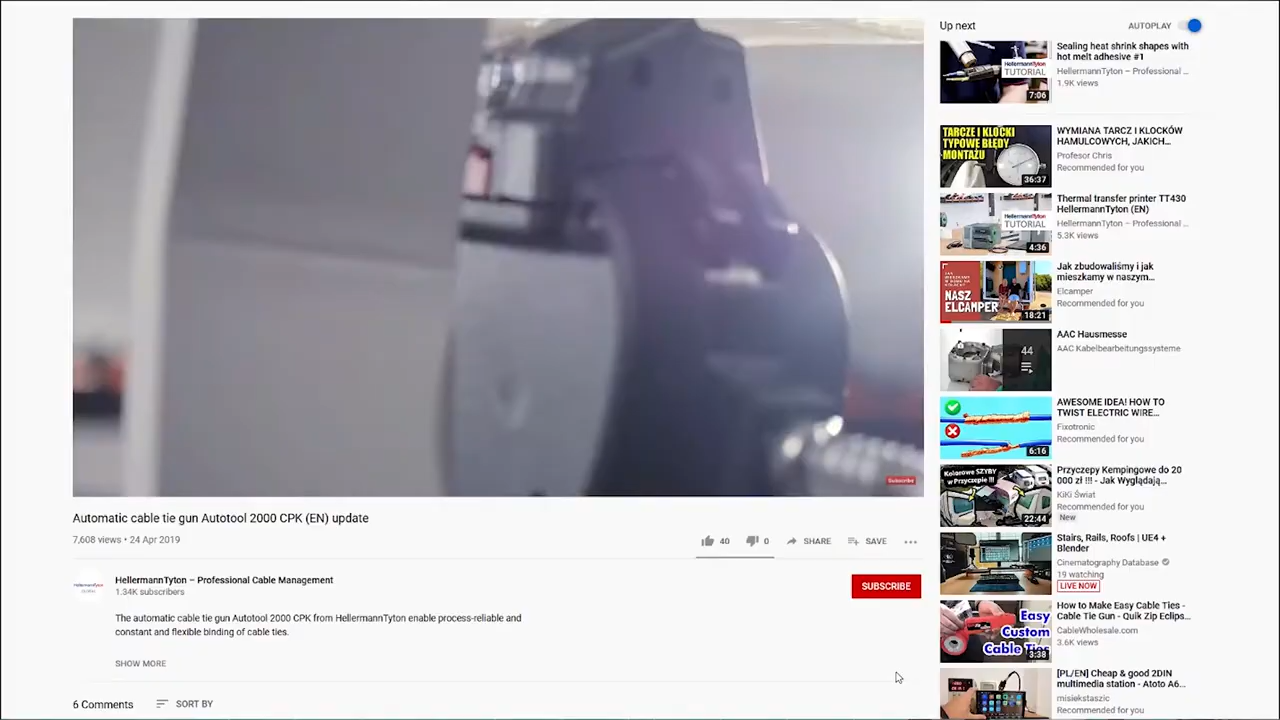 Up next
AUTOPLAY
Sealing heat shrink shapes with
hot melt adhesive #1
HellermannTyton – Professional ...
1.9K views
HellermannTyton
TUTORIAL
7:06
WYMIANA TARCZ I KLOCKÓW
HAMULCOWYCH, JAKICH...
Profesor Chris
Recommended for you
TARCZE I KLOCKI
TYPOWE BŁĘDY
MONTAŻU
36:37
Thermal transfer printer TT430
HellermannTyton (EN)
HellermannTyton – Professional ...
5.3K views
HellermannTyton
TUTORIAL
4:36
Jak zbudowaliśmy i jak
mieszkamy w naszym...
Elcamper
Recommended for you
NASZ
ELCAMPER
18:21
AAC Hausmesse
AAC Kabelbearbeitungssysteme
44
AWESOME IDEA! HOW TO
TWIST ELECTRIC WIRE...
Fixotronic
Recommended for you
6:16
Przyczepy Kempingowe do 20
000 zł !!! - Jak Wyglądają...
KiKi Świat
Recommended for you
New
Kolorowe SZYBY
w Przyczepie !!!
22:44
Stairs, Rails, Roofs | UE4 +
Blender
Cinematography Database
19 watching
LIVE NOW
How to Make Easy Cable Ties -
Cable Tie Gun - Quik Zip Eclips...
CableWholesale.com
3.6K views
Easy
Custom
Cable Ties
3:38
[PL/EN] Cheap & good 2DIN
multimedia station - Atoto A6...
misiekstaszic
Recommended for you
Subscribe
Automatic cable tie gun Autotool 2000 CPK (EN) update
7,608 views • 24 Apr 2019
40
0
SHARE
SAVE
HellermannTyton – Professional Cable Management
1.34K subscribers
SUBSCRIBE
The automatic cable tie gun Autotool 2000 CPK from HellermannTyton enable process-reliable and
constant and flexible binding of cable ties.
SHOW MORE
6 Comments
SORT BY